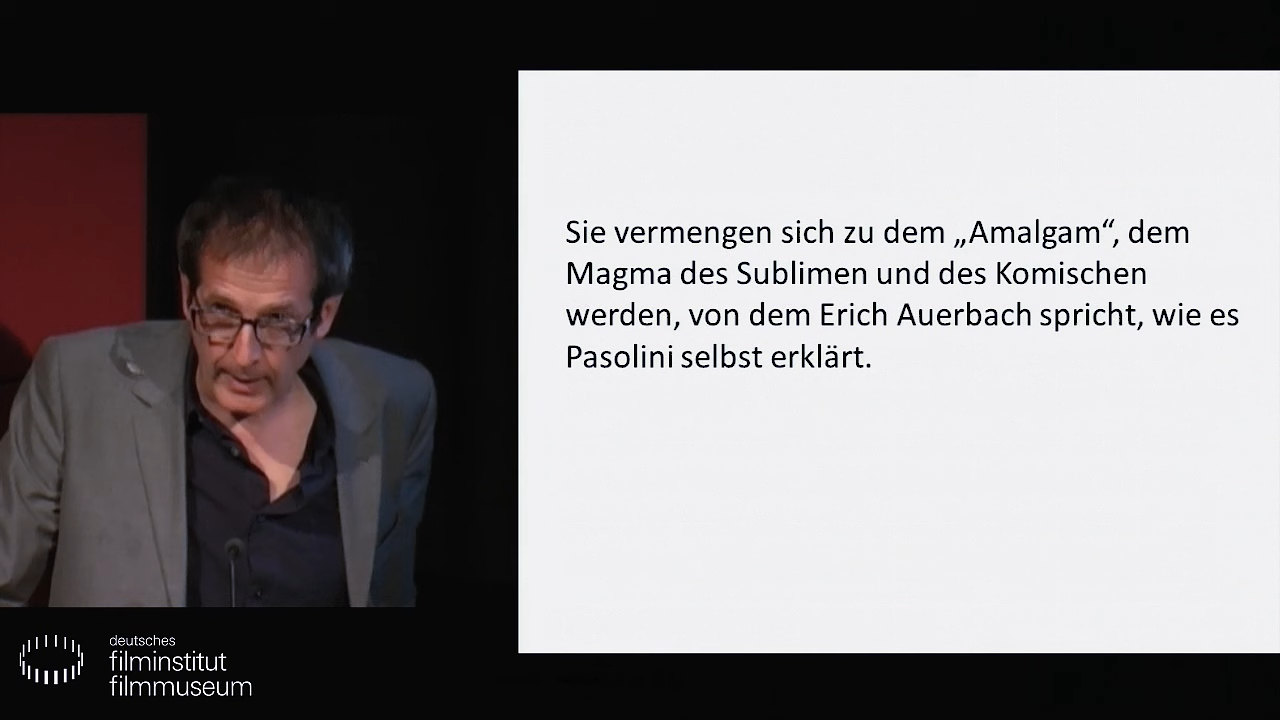 Sie vermengen sich zu dem „Amalgam“, dem
Magma des Sublimen und des Komischen
werden, von dem Erich Auerbach spricht, wie es
Pasolini selbst erklärt.
deutsches
filminstitut
filmmuseum